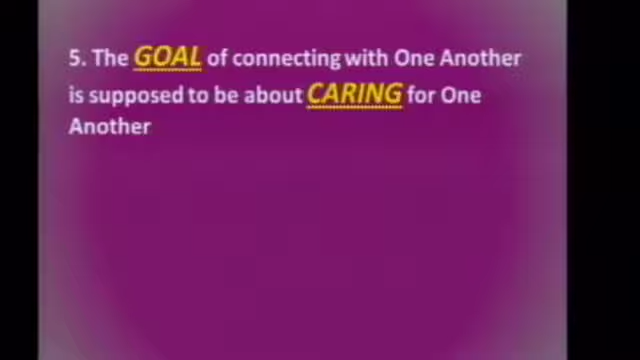 5. The GOAL of connecting with One Another
is supposed to be about CARING for One
Another